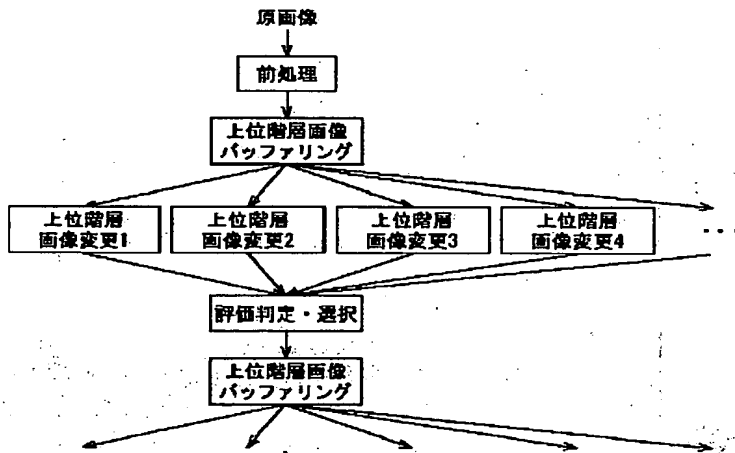 原画像
前処理
上位階層画像
バッファリング
上位階層
画像変更1
上位階層
画像変更2
上位階層
画像変更3
上位階層
画像変更4
...
評価判定・選択
上位階層画像
バッファリング